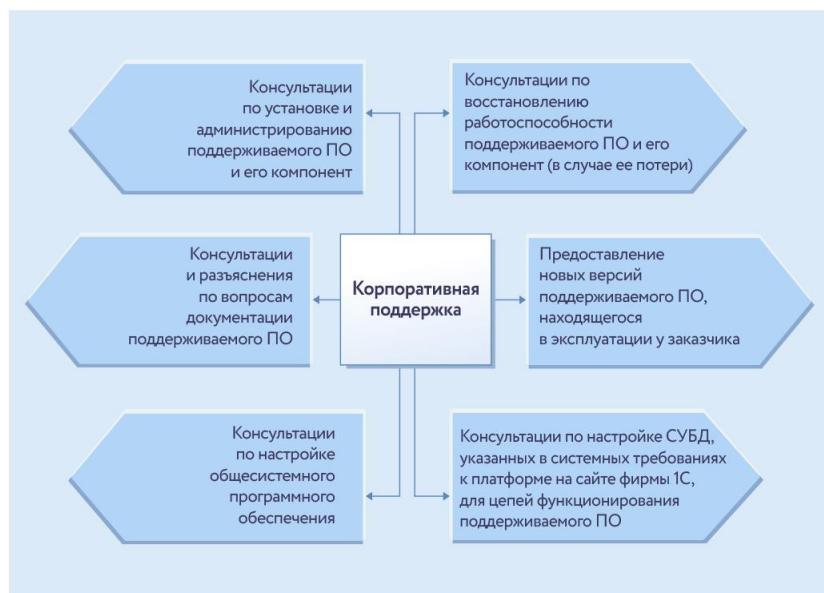 Консультации
по установке и
администрированию
поддерживаемого ПО
и его компонент
Консультации по
восстановлению
работоспособности
поддерживаемого ПО и его
компонент (в случае ее потери)
Консультации
и разъяснения
по вопросам
документации
поддерживаемого ПО
Корпоративная
поддержка
Предоставление
новых версий
поддерживаемого ПО,
находящегося
в эксплуатации у заказчика
Консультации
по настройке
общесистемного
программного
обеспечения
Консультации по настройке СУБД,
указанных в системных требованиях
к платформе на сайте фирмы 1С,
для цепей функционирования
поддерживаемого ПО